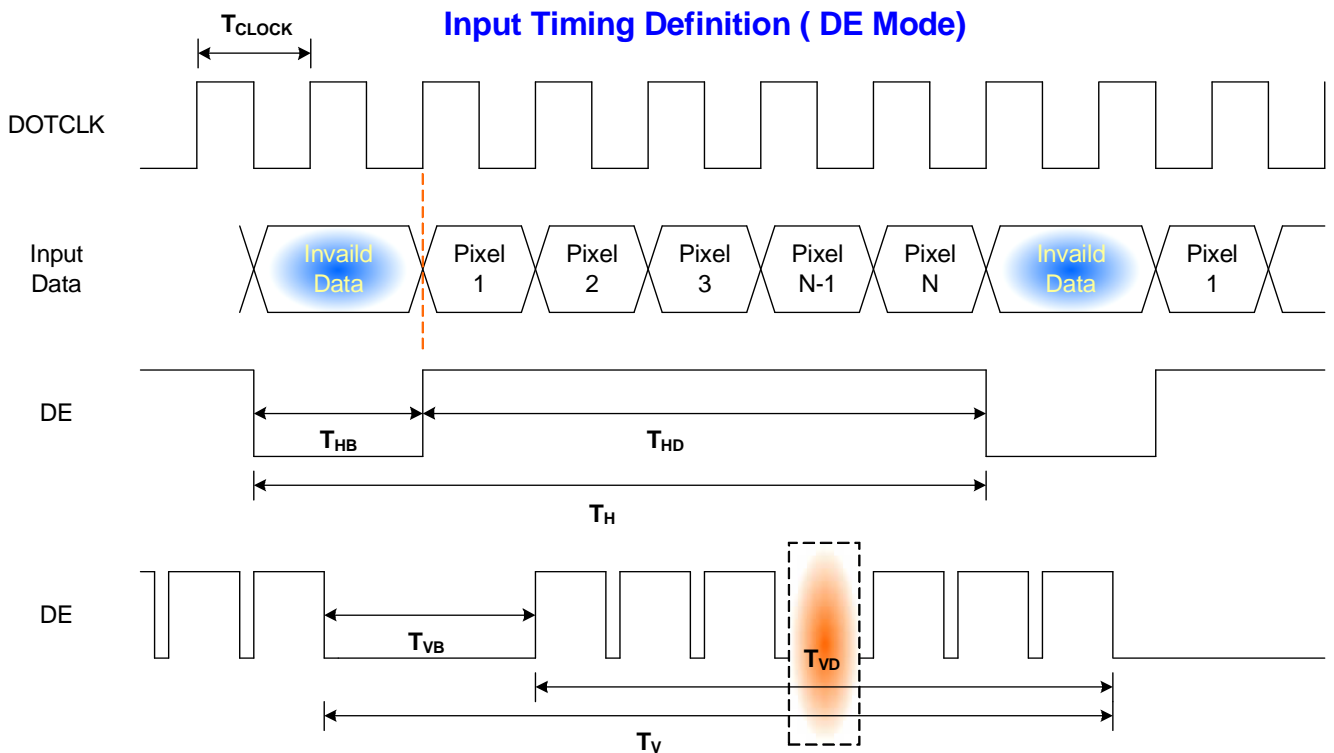 Input Timing Definition ( DE Mode)
TCLOCK
DOTCLK
Input
Data
Invaild
Data
Pixel
1
Pixel
2
Pixel
3
Pixel
N-1
Pixel
N
Invaild
Data
Pixel
1
DE
THB
THD
TH
DE
TVB
TVD
TV